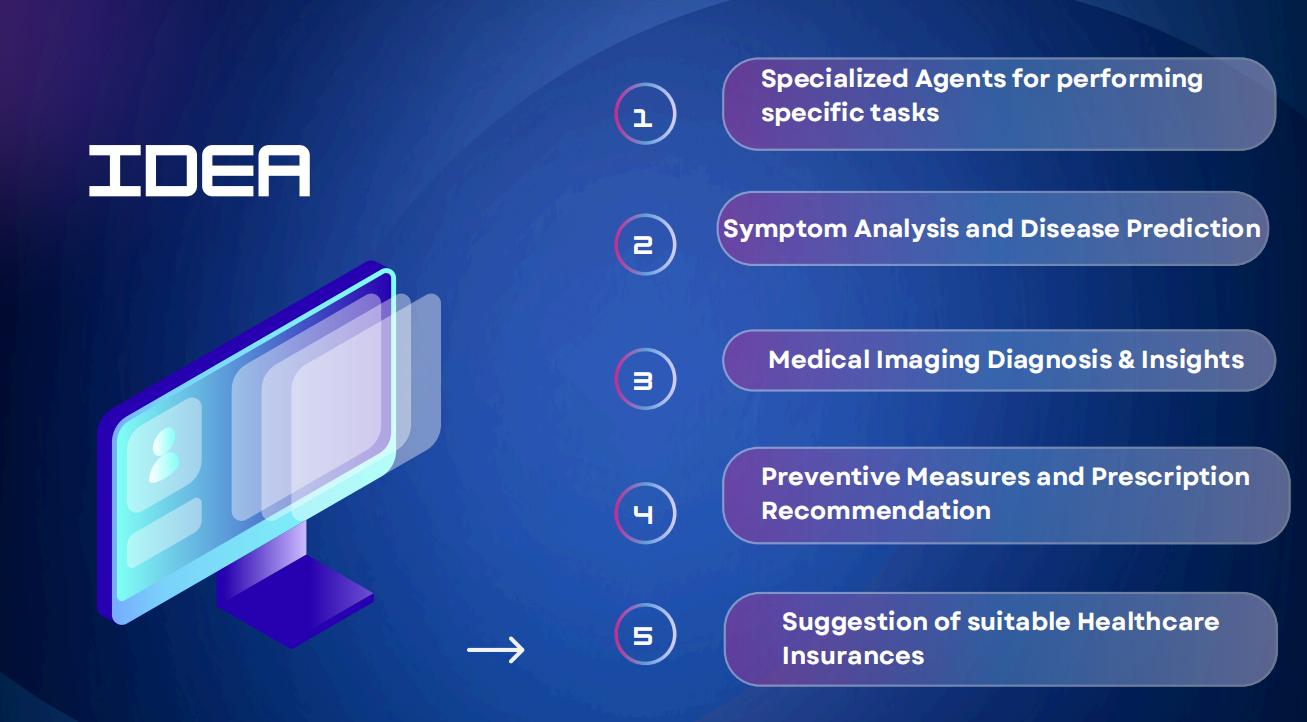 IDEA
1
Specialized Agents for performing
specific tasks
2
Symptom Analysis and Disease Prediction
3
Medical Imaging Diagnosis & Insights
4
Preventive Measures and Prescription
Recommendation
5
Suggestion of suitable Healthcare
Insurances